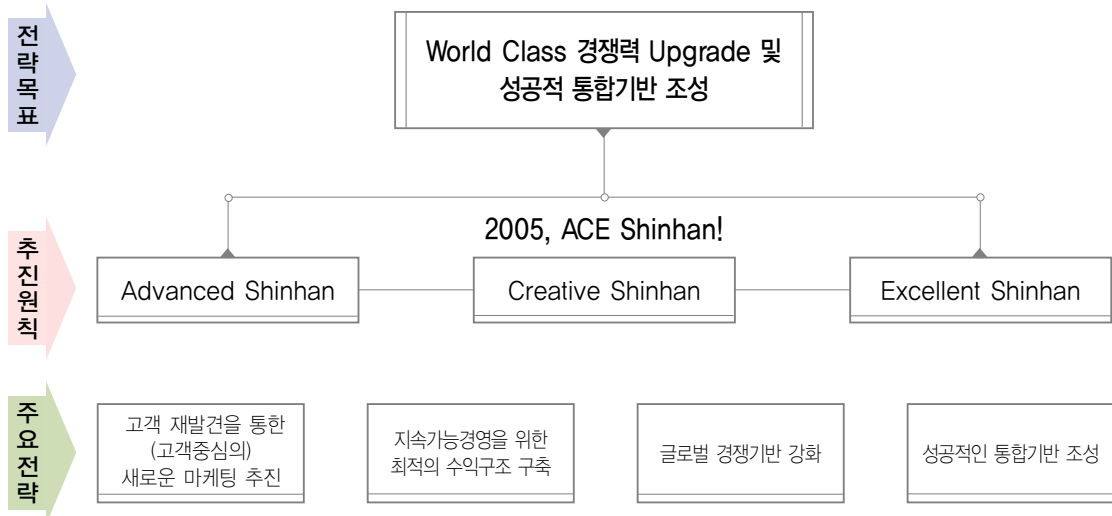 전략목표
World Class 경쟁력 Upgrade 및
성공적 통합기반 조성
추진원칙
2005, ACE Shinhan!
Advanced Shinhan
Creative Shinhan
Excellent Shinhan
주요전략
고객 재발견을 통한
(고객중심의)
새로운 마케팅 추진
지속가능경영을 위한
최적의 수익구조 구축
글로벌 경쟁기반 강화
성공적인 통합기반 조성